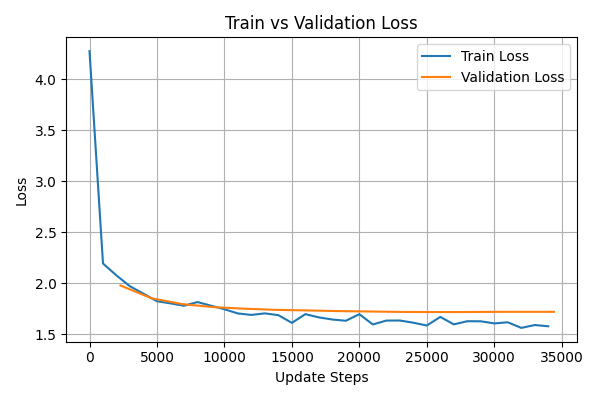 Train vs Validation Loss
Train Loss
Validation Loss
Loss
4.0
3.5
3.0
2.5
2.0
1.5
0 5000 10000 15000 20000 25000 30000 35000
Update Steps